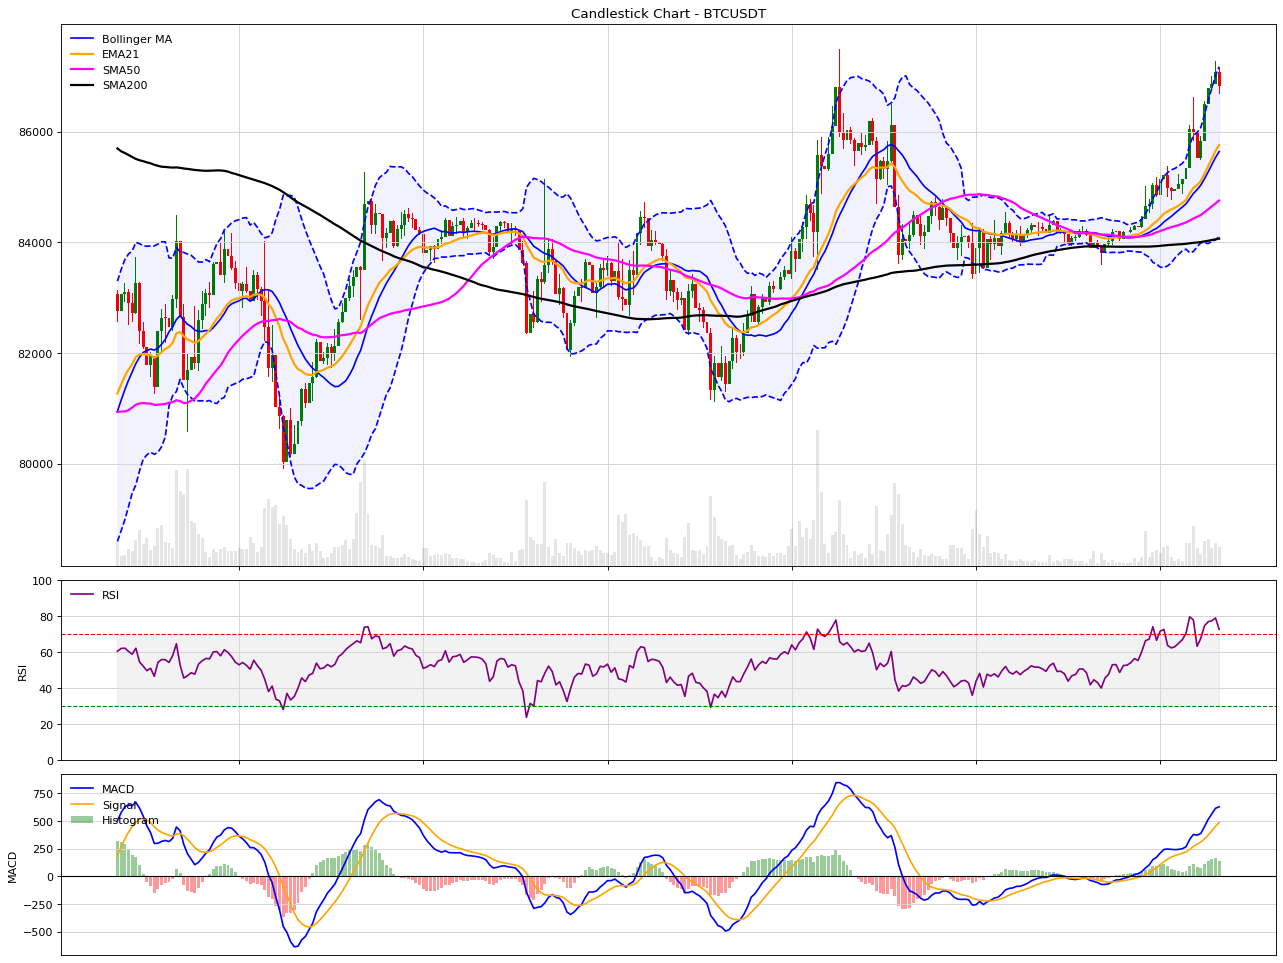 Candlestick Chart - BTCUSDT
Bollinger MA
EMA21
SMA50
SMA200
86000
84000
82000
80000
RSI
100
80
60
40
20
0
RSI
MACD
Signal
Histogram
750
500
250
0
−250
−500
MACD